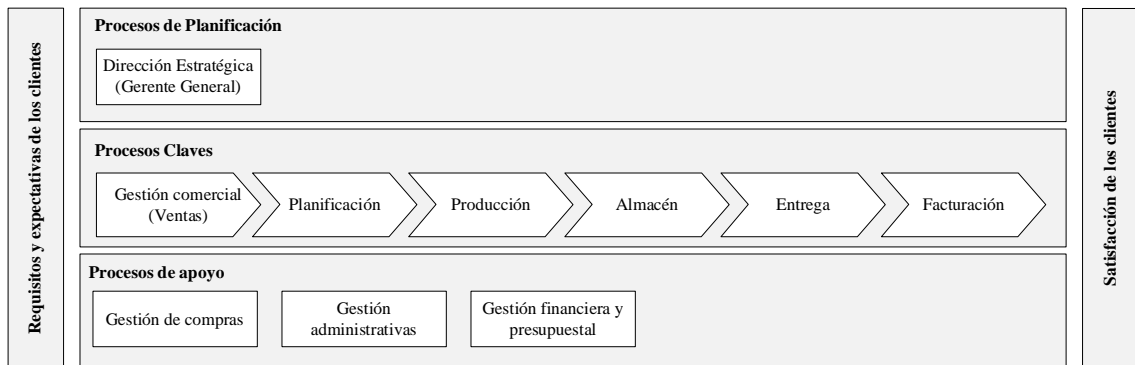 Requisitos y expectativas de los clientes
Procesos de Planificación
Dirección Estratégica
(Gerente General)
Procesos Claves
Gestión comercial
(Ventas)
Planificación
Producción
Almacén
Entrega
Facturación
Procesos de apoyo
Gestión de compras
Gestión
administrativas
Gestión financiera y
presupuestal
Satisfacción de los clientes